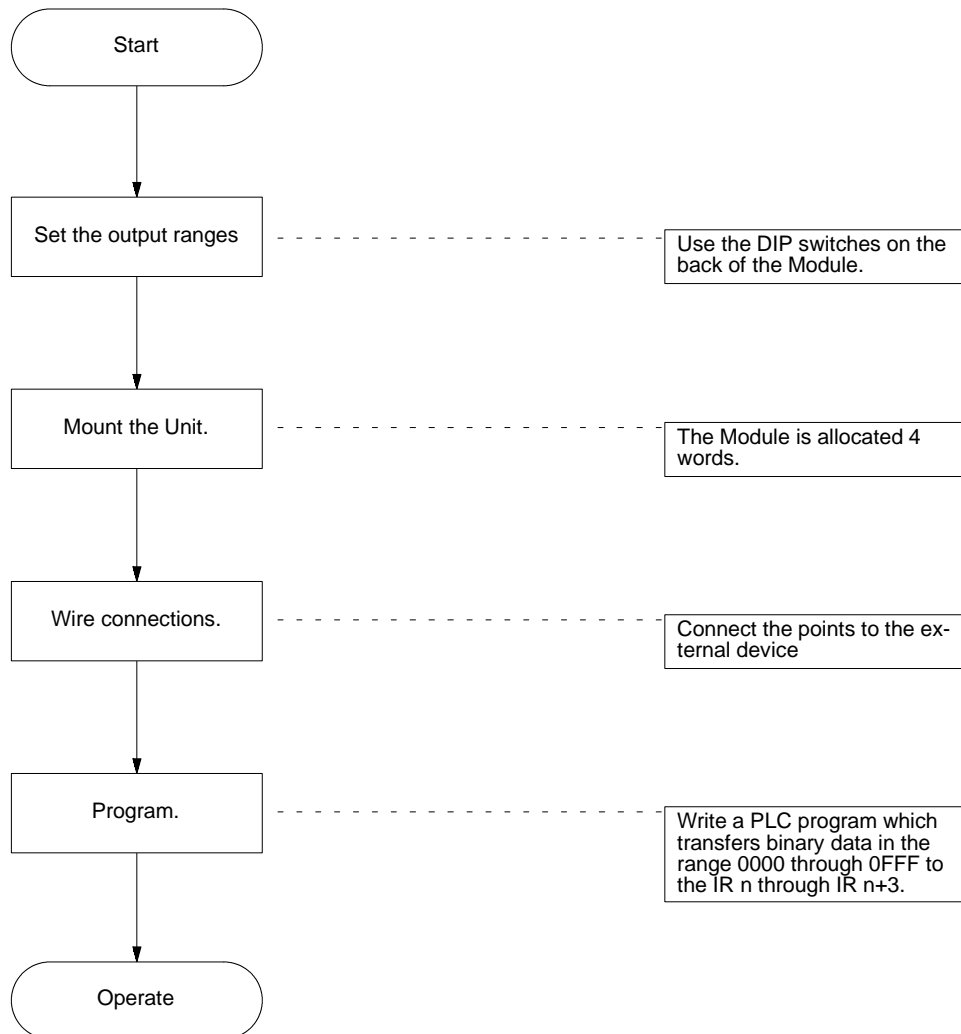 Start
Set the output ranges
Use the DIP switches on the
back of the Module.
Mount the Unit.
The Module is allocated 4
words.
Wire connections.
Connect the points to the ex-
ternal device
Program.
Write a PLC program which
transfers binary data in the
range 0000 through 0FFF to
the IR n through IR n+3.
Operate